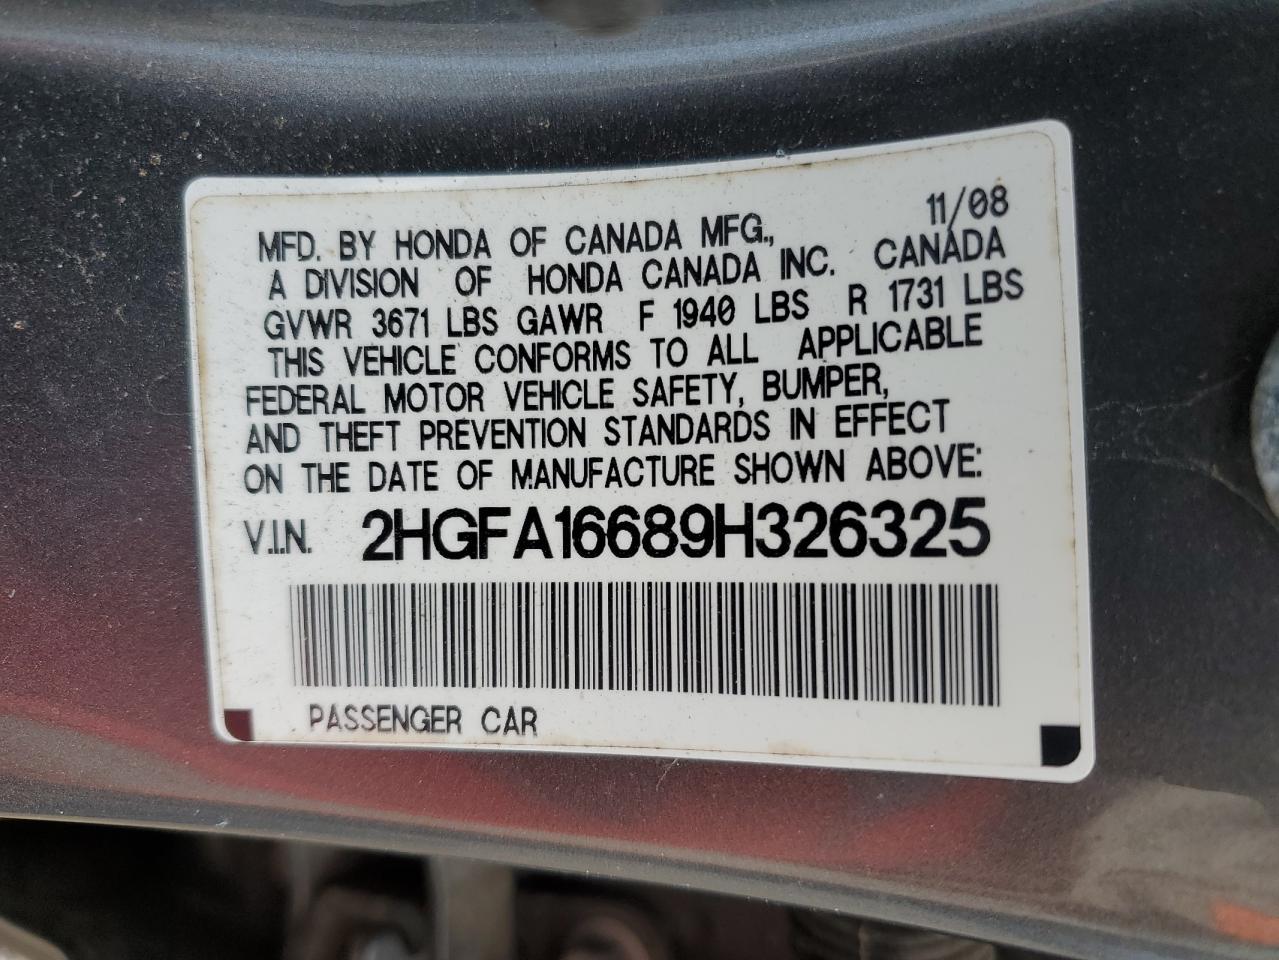 11/08
MFD. BY HONDA OF CANADA MFG.,
A DIVISION OF HONDA CANADA INC. CANADA
GVWR 3671 LBS GAWR F 1940 LBS R 1731 LBS
THIS VEHICLE CONFORMS TO ALL APPLICABLE
FEDERAL MOTOR VEHICLE SAFETY, BUMPER,
AND THEFT PREVENTION STANDARDS IN EFFECT
ON THE DATE OF MANUFACTURE SHOWN ABOVE:
V.I.N. 2HGFA16689H326325
PASSENGER CAR